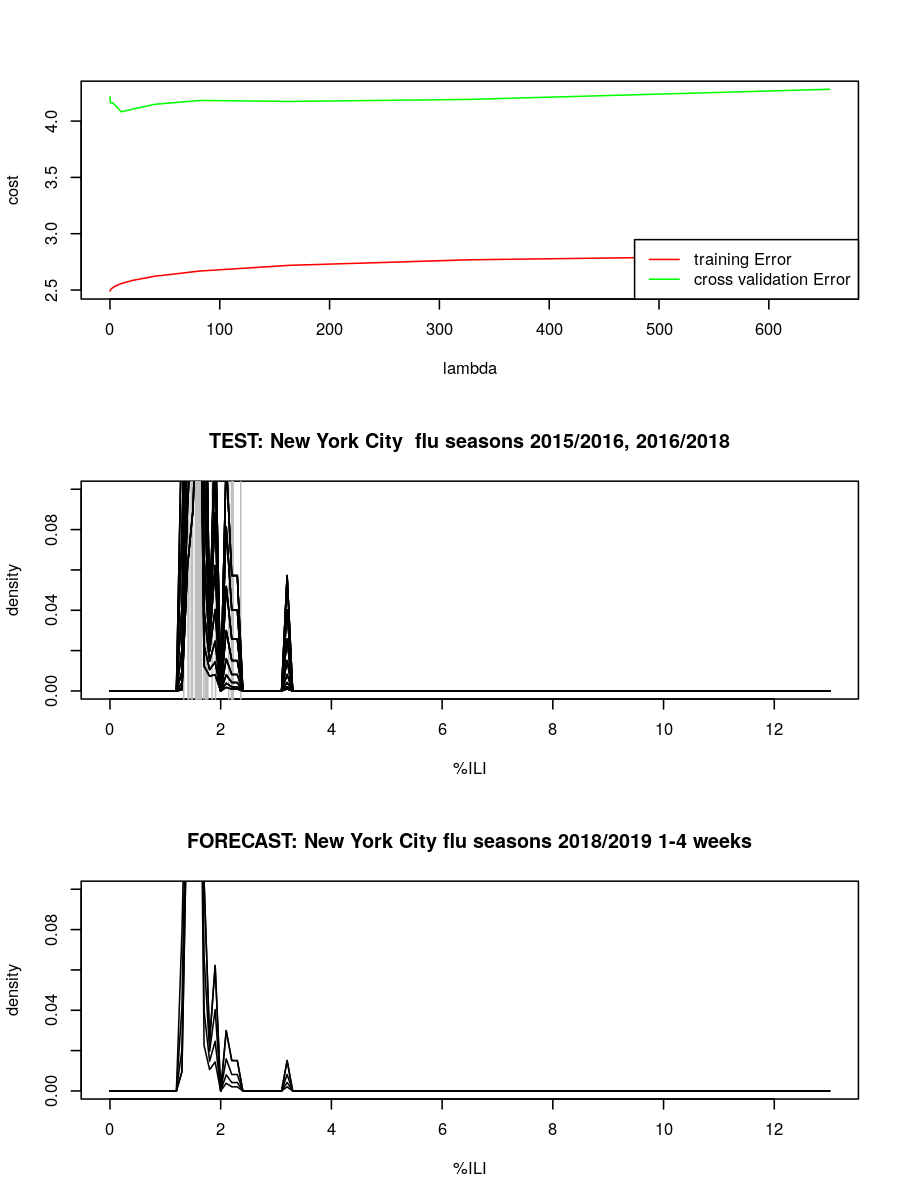 4.0
3.5
3.0
2.5
cost
training Error
cross validation Error
0 100 200 300 400 500 600
lambda
TEST: New York City  flu seasons 2015/2016, 2016/2018
0.08
0.04
0.00
density
0 2 4 6 8 10 12
%ILI
FORECAST: New York City flu seasons 2018/2019 1-4 weeks
0.08
0.04
0.00
density
0 2 4 6 8 10 12
%ILI